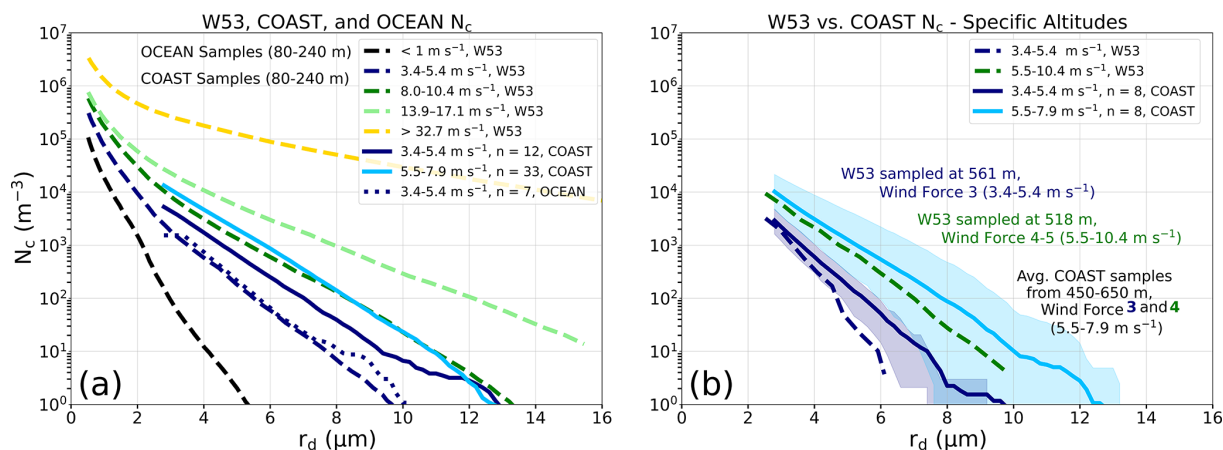 W53, COAST, and OCEAN N_c
10^7
10^6
10^5
10^4
10^3
10^2
10^1
10^0
N_c (m^−3)
OCEAN Samples (80-240 m)
COAST Samples (80-240 m)
< 1 m s^−1, W53
3.4-5.4 m s^−1, W53
8.0-10.4 m s^−1, W53
13.9–17.1 m s^−1, W53
> 32.7 m s^−1, W53
3.4-5.4 m s^−1, n = 12, COAST
5.5-7.9 m s^−1, n = 33, COAST
3.4-5.4 m s^−1, n = 7, OCEAN
(a)
0 2 4 6 8 10 12 14 16
r_d (μm)
W53 vs. COAST N_c - Specific Altitudes
10^7
10^6
10^5
10^4
10^3
10^2
10^1
10^0
3.4-5.4 m s^−1, W53
5.5-10.4 m s^−1, W53
3.4-5.4 m s^−1, n = 8, COAST
5.5-7.9 m s^−1, n = 8, COAST
W53 sampled at 561 m,
Wind Force 3 (3.4-5.4 m s^−1)
W53 sampled at 518 m,
Wind Force 4-5 (5.5-10.4 m s^−1)
Avg. COAST samples
from 450-650 m,
Wind Force 3 and 4
(5.5-7.9 m s^−1)
(b)
0 2 4 6 8 10 12 14 16
r_d (μm)